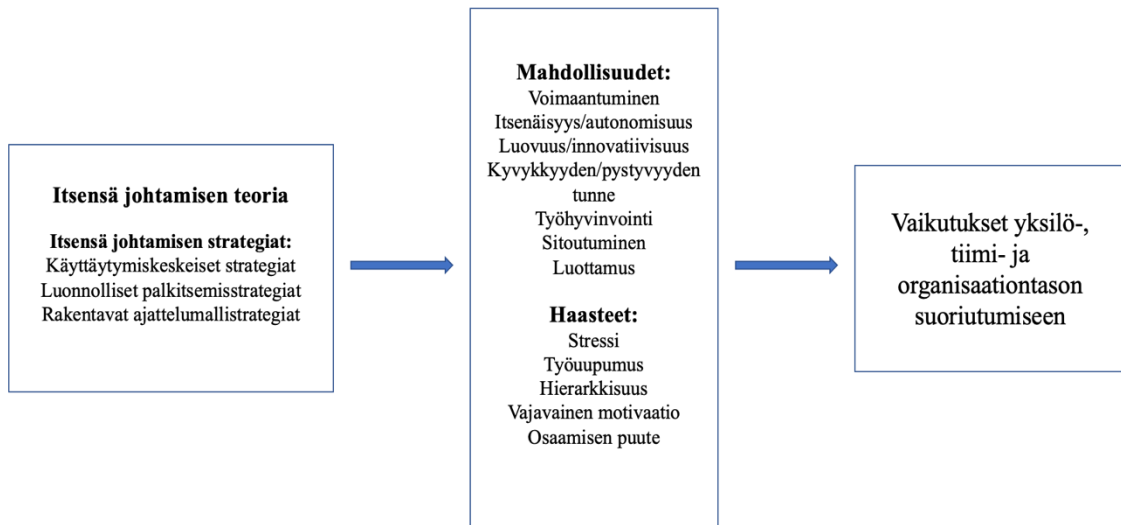 Itsensä johtamisen teoria
Itsensä johtamisen strategiat:
Käyttäytymiskeskeiset strategiat
Luonnolliset palkitsemisstrategiat
Rakentavat ajattelumallistrategiat
Mahdollisuudet:
Voimaantuminen
Itsenäisyys/autonomisuus
Luovuus/innovatiivisuus
Kyvykkyyden/pystyvyyden
tunne
Työhyvinvointi
Sitoutuminen
Luottamus
Haasteet:
Stressi
Työuupumus
Hierarkkisuus
Vajavainen motivaatio
Osaamisen puute
Vaikutukset yksilö-,
tiimi- ja
organisaationtason
suoriutumiseen